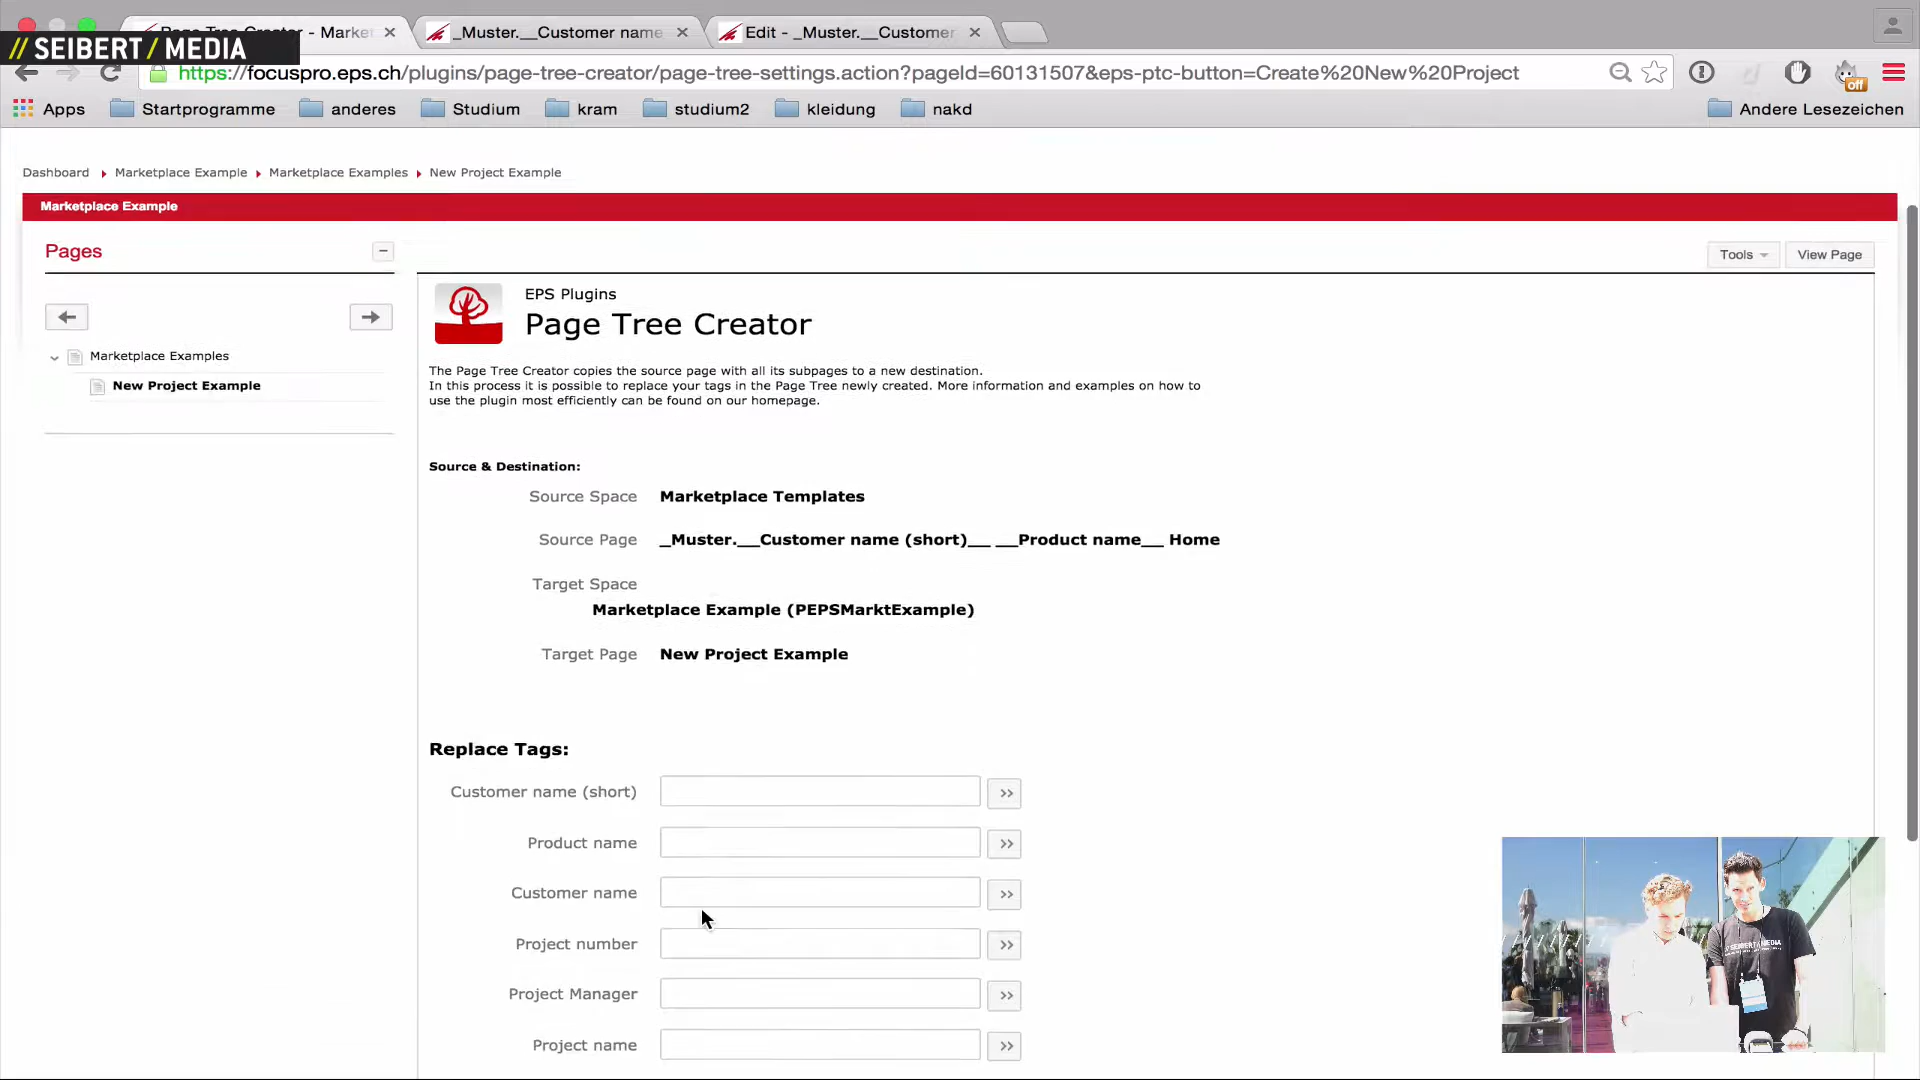 Page Tree Creator - Marke
_Muster.__Customer name
Edit - _Muster.__Customer
// SEIBERT / MEDIA
https://focuspro.eps.ch/plugins/page-tree-creator/page-tree-settings.action?pageId=60131507&eps-ptc-button=Create%20New%20Project
off
Apps
Startprogramme
anderes
Studium
kram
studium2
kleidung
nakd
Andere Lesezeichen
Dashboard
Marketplace Example
Marketplace Examples
New Project Example
Marketplace Example
Pages
Tools
View Page
Marketplace Examples
New Project Example
EPS Plugins
Page Tree Creator
The Page Tree Creator copies the source page with all its subpages to a new destination.
In this process it is possible to replace your tags in the Page Tree newly created. More information and examples on how to
use the plugin most efficiently can be found on our homepage.
Source & Destination:
Source Space Marketplace Templates
Source Page _Muster.__Customer name (short)__ __Product name__ Home
Target Space
Marketplace Example (PEPSMarktExample)
Target Page New Project Example
Replace Tags:
Customer name (short) >>
Product name >>
Customer name >>
Project number >>
Project Manager >>
Project name >>
SEIBERT/MEDIA